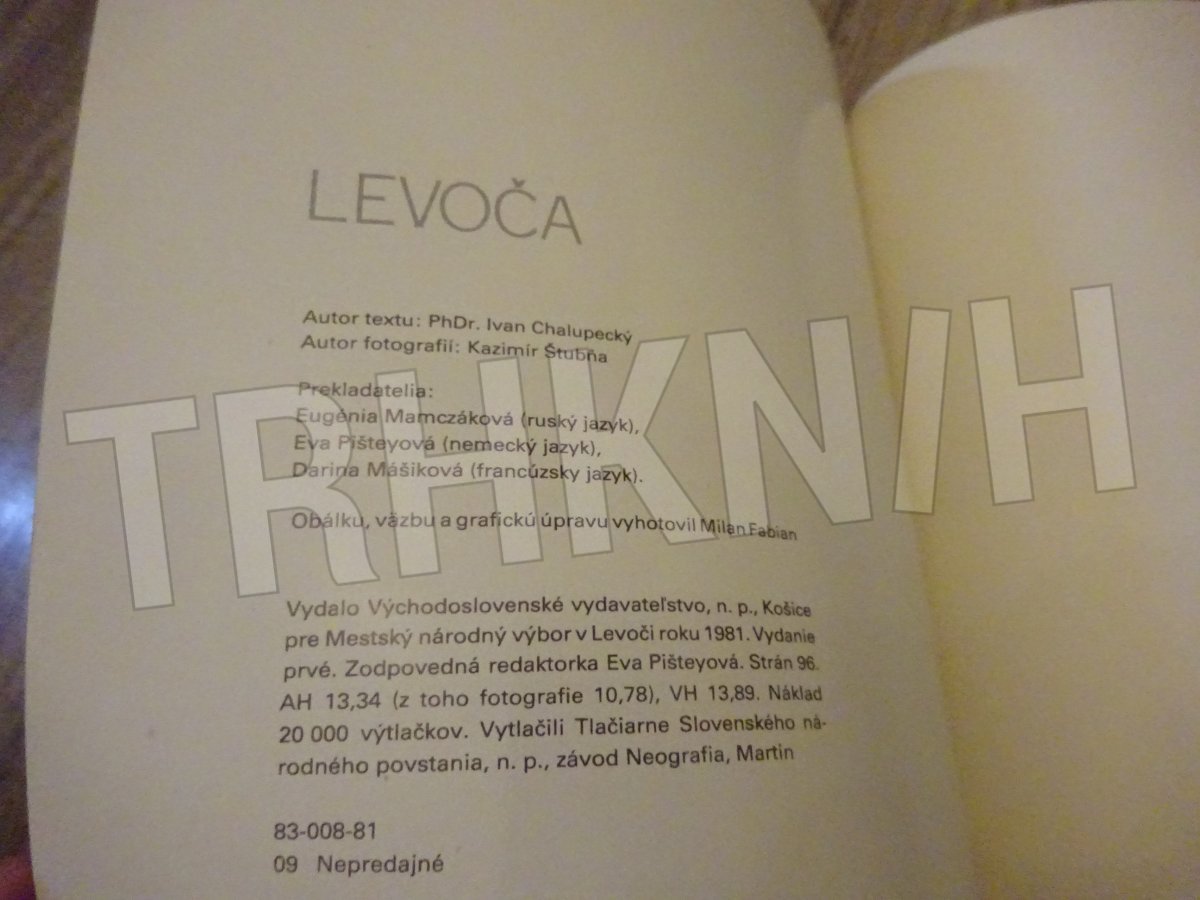 LEVOČA
Autor textu: PhDr. Ivan Chalupecký
Autor fotografií: Kazimír Štubňa
Prekladatelia:
Eugénia Mamczáková (ruský jazyk),
Eva Pišteyová (nemecký jazyk),
Darina Mášiková (francúzsky jazyk).
Obálku, väzbu a grafickú úpravu vyhotovil Milan Fabian
TRHKNÍH
Vydalo Východoslovenské vydavateľstvo, n. p., Košice
pre Mestský národný výbor v Levoči roku 1981. Vydanie
prvé. Zodpovedná redaktorka Eva Pišteyová. Strán 96.
AH 13,34 (z toho fotografie 10,78), VH 13,89. Náklad
20 000 výtlačkov. Vytlačili Tlačiarne Slovenského ná-
rodného povstania, n. p., závod Neografia, Martin
83-008-81
09 Nepredajné